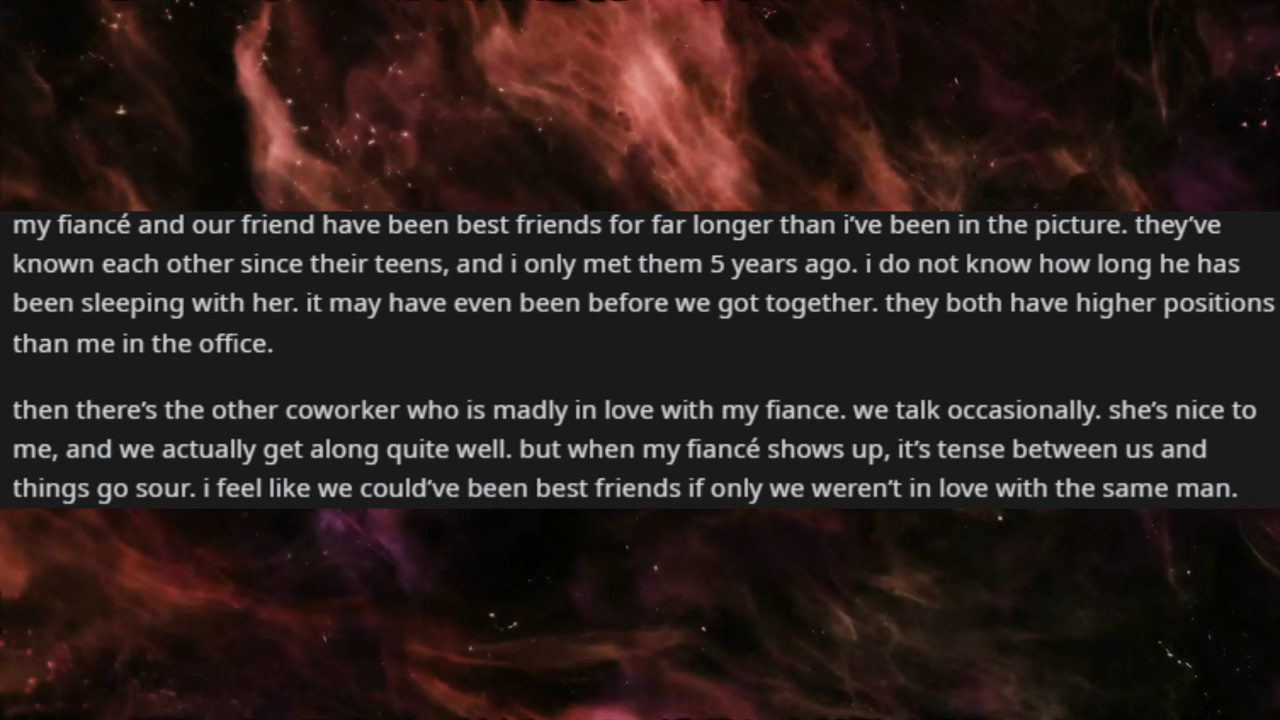 my fiancé and our friend have been best friends for far longer than i've been in the picture. they've
known each other since their teens, and i only met them 5 years ago. i do not know how long he has
been sleeping with her. it may have even been before we got together. they both have higher positions
than me in the office.
then there's the other coworker who is madly in love with my fiance. we talk occasionally. she's nice to
me, and we actually get along quite well. but when my fiancé shows up, it's tense between us and
things go sour. i feel like we could've been best friends if only we weren't in love with the same man.